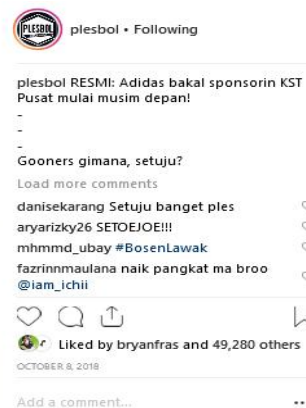 PLESBOL
plesbol • Following
plesbol RESMI: Adidas bakal sponsorin KST
Pusat mulai musim depan!
-
-
-
Gooners gimana, setuju?
Load more comments
danisekarang Setuju banget ples
aryarizky26 SETOEJOE!!!
mhmmd_ubay #BosenLawak
fazrinnmaulana naik pangkat ma broo
@iam_ichii
Liked by bryanfras and 49,280 others
OCTOBER 8, 2018
Add a comment...